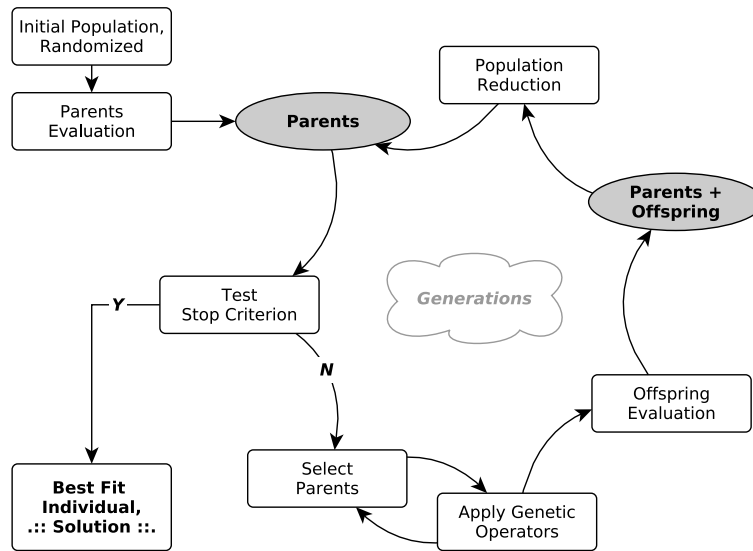 Initial Population,
Randomized
Parents
Evaluation
Parents
Population
Reduction
Parents +
Offspring
Test
Stop Criterion
Generations
Y
N
Offspring
Evaluation
Select
Parents
Apply Genetic
Operators
Best Fit
Individual,
.:: Solution ::.